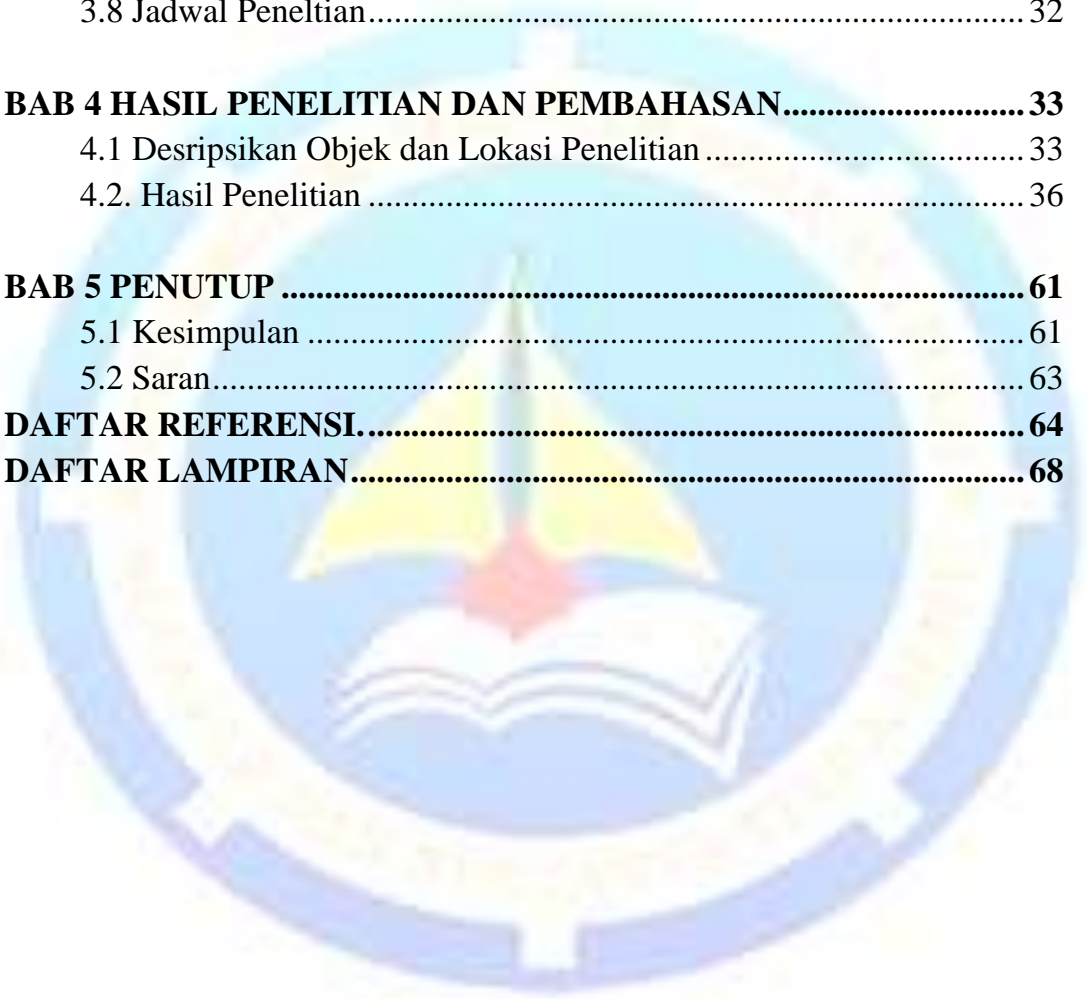 3.8 Jadwal Peneltian........................................................................ 32
BAB 4 HASIL PENELITIAN DAN PEMBAHASAN.......................... 33
4.1 Desripsikan Objek dan Lokasi Penelitian ................................... 33
4.2. Hasil Penelitian ........................................................................ 36
BAB 5 PENUTUP .................................................................................. 61
5.1 Kesimpulan ............................................................................... 61
5.2 Saran.......................................................................................... 63
DAFTAR REFERENSI. ......................................................................... 64
DAFTAR LAMPIRAN........................................................................... 68